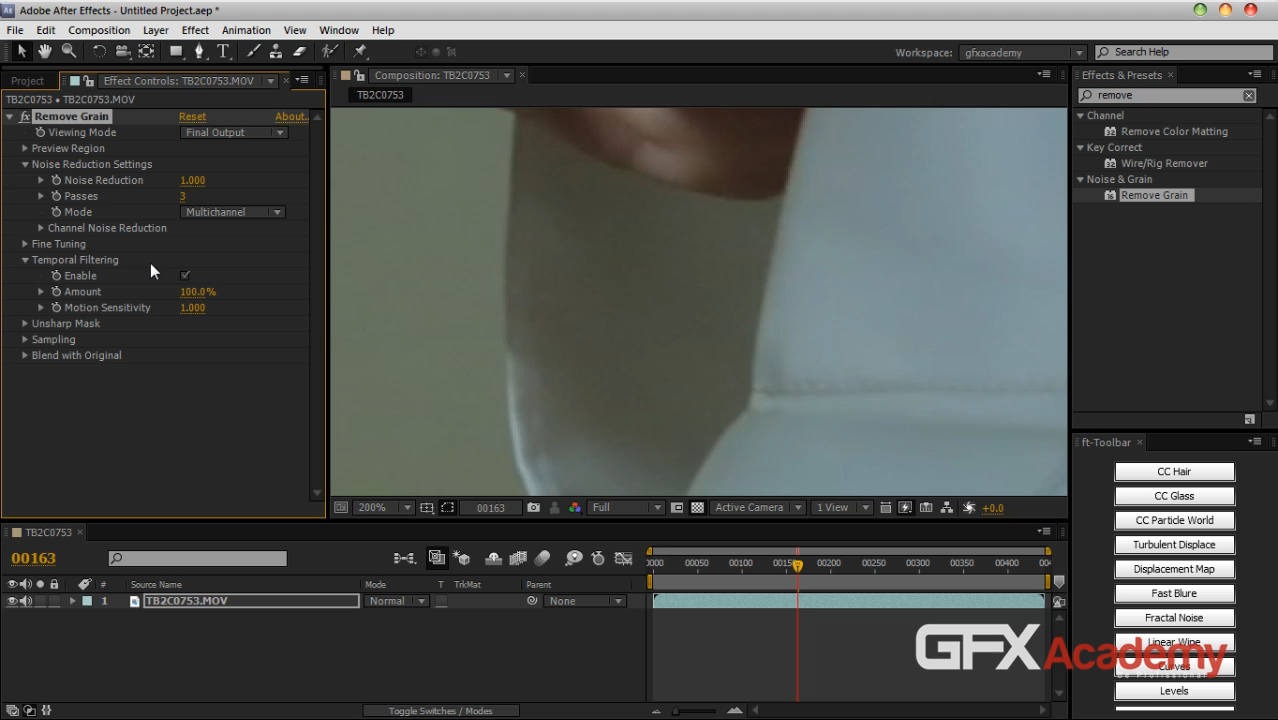 Adobe After Effects - Untitled Project.aep *
File Edit Composition Layer Effect Animation View Window Help
Workspace: gfxacademy Search Help
Project Effect Controls: TB2C0753.MOV
TB2C0753 • TB2C0753.MOV
fx Remove Grain Reset About..
Viewing Mode Final Output
Preview Region
Noise Reduction Settings
Noise Reduction 1.000
Passes 3
Mode Multichannel
Channel Noise Reduction
Fine Tuning
Temporal Filtering
Enable
Amount 100.0%
Motion Sensitivity 1.000
Unsharp Mask
Sampling
Blend with Original
Composition: TB2C0753
TB2C0753
200% 00163 Full Active Camera 1 View +0.0
Effects & Presets
remove
Channel
32 Remove Color Matting
Key Correct
32 Wire/Rig Remover
Noise & Grain
16 Remove Grain
ft-Toolbar
CC Hair
CC Glass
CC Particle World
Turbulent Displace
Displacement Map
Fast Blure
Fractal Noise
Linear Wipe
Curves
Levels
TB2C0753
00163
0000 00050 00100 00150 00200 00250 00300 00350 00400 004
# Source Name Mode T TrkMat Parent
1 TB2C0753.MOV Normal None
Toggle Switches / Modes
GFXAcademy